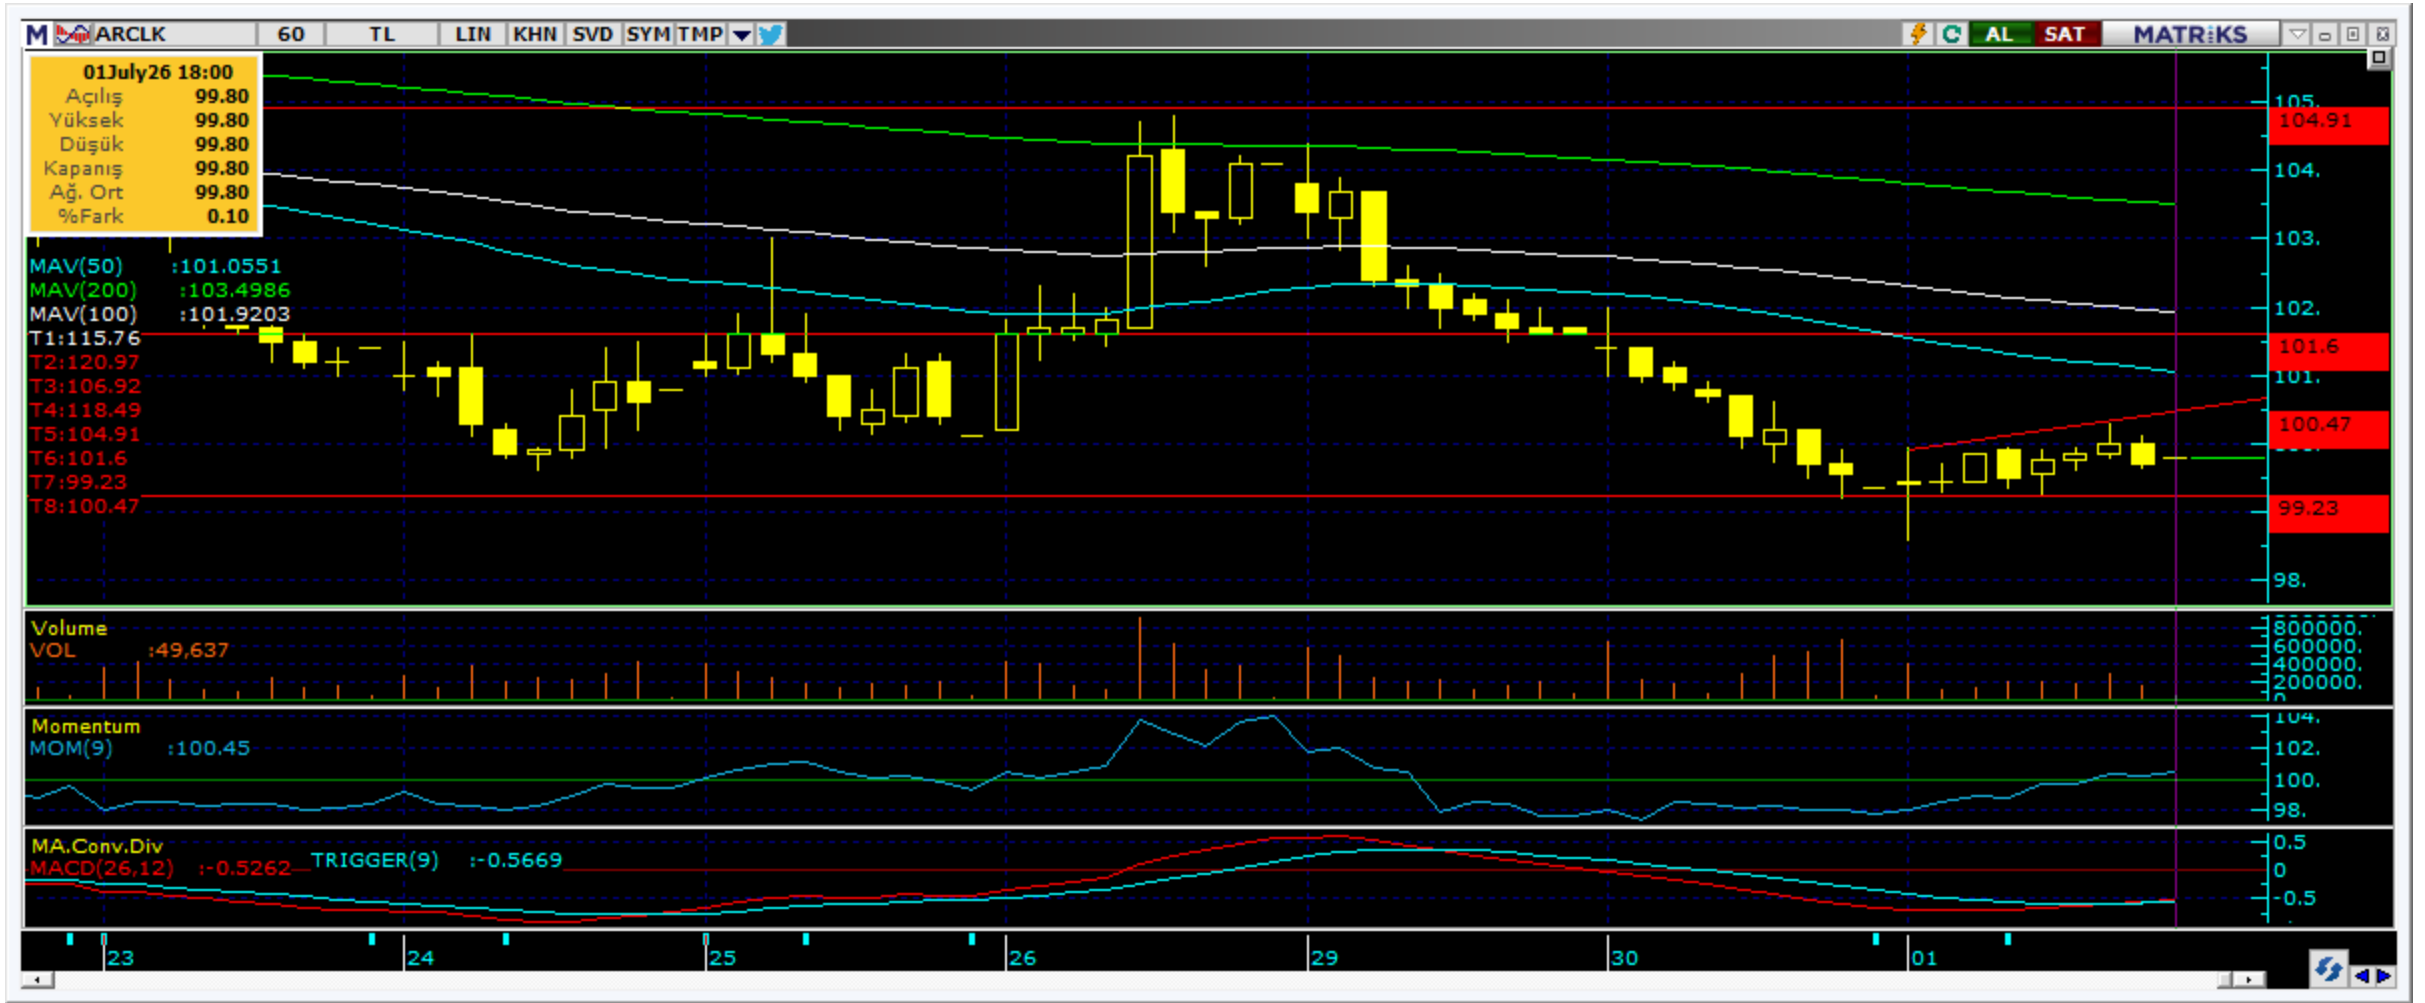 M ARCLK 60 TL LIN KHN SVD SYM TMP AL SAT MATRiKS
01July26 18:00
Açılış 99.80
Yüksek 99.80
Düşük 99.80
Kapanış 99.80
Ağ. Ort 99.80
%Fark 0.10
MAV(50) :101.0551
MAV(200) :103.4986
MAV(100) :101.9203
T1:115.76
T2:120.97
T3:106.92
T4:118.49
T5:104.91
T6:101.6
T7:99.23
T8:100.47
105.
104.91
104.
103.
102.
101.6
101.
100.47
99.23
98.
Volume
VOL :49,637
800000.
600000.
400000.
200000.
0
Momentum
MOM(9) :100.45
104.
102.
100.
98.
MA.Conv.Div
MACD(26,12) :-0.5262 TRIGGER(9) :-0.5669
0.5
0
-0.5
23 24 25 26 29 30 01